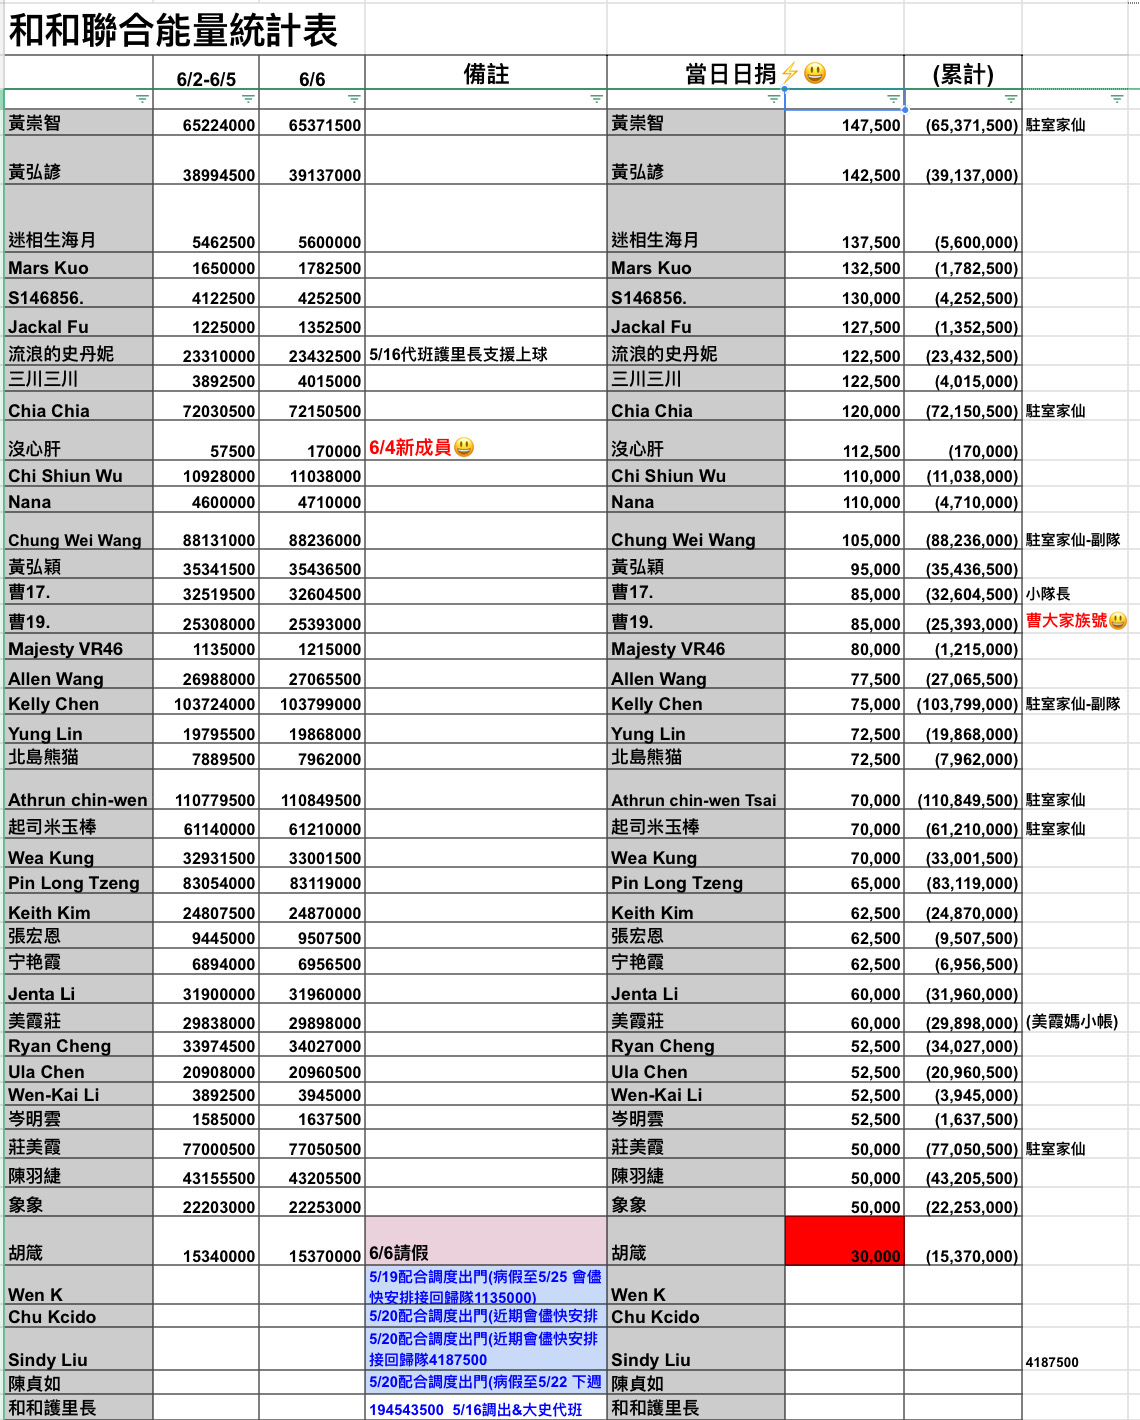 和和聯合能量統計表
6/2-6/5 6/6 備註 當日日捐⚡😃 (累計)
黃崇智 65224000 65371500 黃崇智 147,500 (65,371,500) 駐室家仙
黃弘諺 38994500 39137000 黃弘諺 142,500 (39,137,000)
迷相生海月 5462500 5600000 迷相生海月 137,500 (5,600,000)
Mars Kuo 1650000 1782500 Mars Kuo 132,500 (1,782,500)
S146856. 4122500 4252500 S146856. 130,000 (4,252,500)
Jackal Fu 1225000 1352500 Jackal Fu 127,500 (1,352,500)
流浪的史丹妮 23310000 23432500 5/16代班護里長支援上球 流浪的史丹妮 122,500 (23,432,500)
三川三川 3892500 4015000 三川三川 122,500 (4,015,000)
Chia Chia 72030500 72150500 Chia Chia 120,000 (72,150,500) 駐室家仙
沒心肝 57500 170000 6/4新成員😃 沒心肝 112,500 (170,000)
Chi Shiun Wu 10928000 11038000 Chi Shiun Wu 110,000 (11,038,000)
Nana 4600000 4710000 Nana 110,000 (4,710,000)
Chung Wei Wang 88131000 88236000 Chung Wei Wang 105,000 (88,236,000) 駐室家仙-副隊
黃弘穎 35341500 35436500 黃弘穎 95,000 (35,436,500)
曹17. 32519500 32604500 曹17. 85,000 (32,604,500) 小隊長
曹19. 25308000 25393000 曹19. 85,000 (25,393,000) 曹大家族號😃
Majesty VR46 1135000 1215000 Majesty VR46 80,000 (1,215,000)
Allen Wang 26988000 27065500 Allen Wang 77,500 (27,065,500)
Kelly Chen 103724000 103799000 Kelly Chen 75,000 (103,799,000) 駐室家仙-副隊
Yung Lin 19795500 19868000 Yung Lin 72,500 (19,868,000)
北島熊猫 7889500 7962000 北島熊猫 72,500 (7,962,000)
Athrun chin-wen 110779500 110849500 Athrun chin-wen Tsai 70,000 (110,849,500) 駐室家仙
起司米玉棒 61140000 61210000 起司米玉棒 70,000 (61,210,000) 駐室家仙
Wea Kung 32931500 33001500 Wea Kung 70,000 (33,001,500)
Pin Long Tzeng 83054000 83119000 Pin Long Tzeng 65,000 (83,119,000)
Keith Kim 24807500 24870000 Keith Kim 62,500 (24,870,000)
張宏恩 9445000 9507500 張宏恩 62,500 (9,507,500)
宁艳霞 6894000 6956500 宁艳霞 62,500 (6,956,500)
Jenta Li 31900000 31960000 Jenta Li 60,000 (31,960,000)
美霞莊 29838000 29898000 美霞莊 60,000 (29,898,000) (美霞媽小帳)
Ryan Cheng 33974500 34027000 Ryan Cheng 52,500 (34,027,000)
Ula Chen 20908000 20960500 Ula Chen 52,500 (20,960,500)
Wen-Kai Li 3892500 3945000 Wen-Kai Li 52,500 (3,945,000)
岑明雲 1585000 1637500 岑明雲 52,500 (1,637,500)
莊美霞 77000500 77050500 莊美霞 50,000 (77,050,500) 駐室家仙
陳羽緁 43155500 43205500 陳羽緁 50,000 (43,205,500)
象象 22203000 22253000 象象 50,000 (22,253,000)
胡箴 15340000 15370000 6/6請假 胡箴 30,000 (15,370,000)
5/19配合調度出門(病假至5/25 會儘
Wen K 快安排接回歸隊1135000) Wen K
Chu Kcido 5/20配合調度出門(近期會儘快安排 Chu Kcido
5/20配合調度出門(近期會儘快安排
Sindy Liu 接回歸隊4187500 Sindy Liu 4187500
陳貞如 5/20配合調度出門(病假至5/22 下週 陳貞如
和和護里長 194543500 5/16調出&大史代班 和和護里長